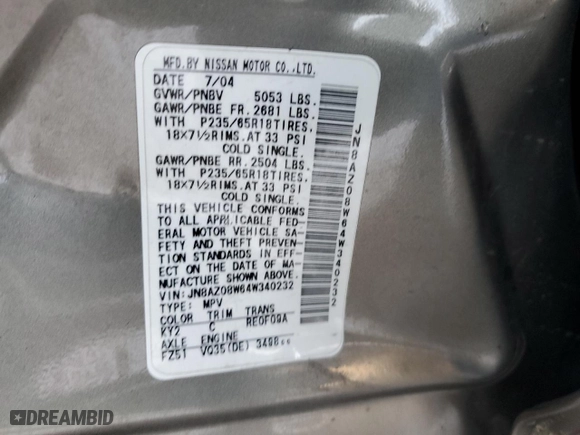 MFD.BY NISSAN MOTOR CO.,LTD.
DATE 7/04
GVWR/PNBV 5053 LBS.
GAWR/PNBE FR. 2681 LBS.
WITH P235/65R18TIRES.
18X7½RIMS.AT 33 PSI
COLD SINGLE.
GAWR/PNBE RR. 2504 LBS.
WITH P235/65R18TIRES.
18X7½RIMS.AT 33 PSI
COLD SINGLE.
THIS VEHICLE CONFORMS
TO ALL APPLICABLE FED-
ERAL MOTOR VEHICLE SA-
FETY AND THEFT PREVEN-
TION STANDARDS IN EFF-
ECT ON THE DATE OF MA-
NUFACTURE SHOWN ABOVE.
VIN:JN8AZ08W64W340232
TYPE: MPV
COLOR TRIM TRANS
KY2 C RE0F09A
AXLE ENGINE
FZ51 VQ35(DE) 3498cc
JN8AZ08W64W340232
DREAMBID